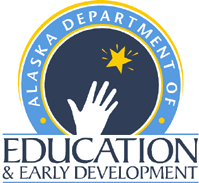 · ALASKA DEPARTMENT OF ·
EDUCATION
& EARLY DEVELOPMENT